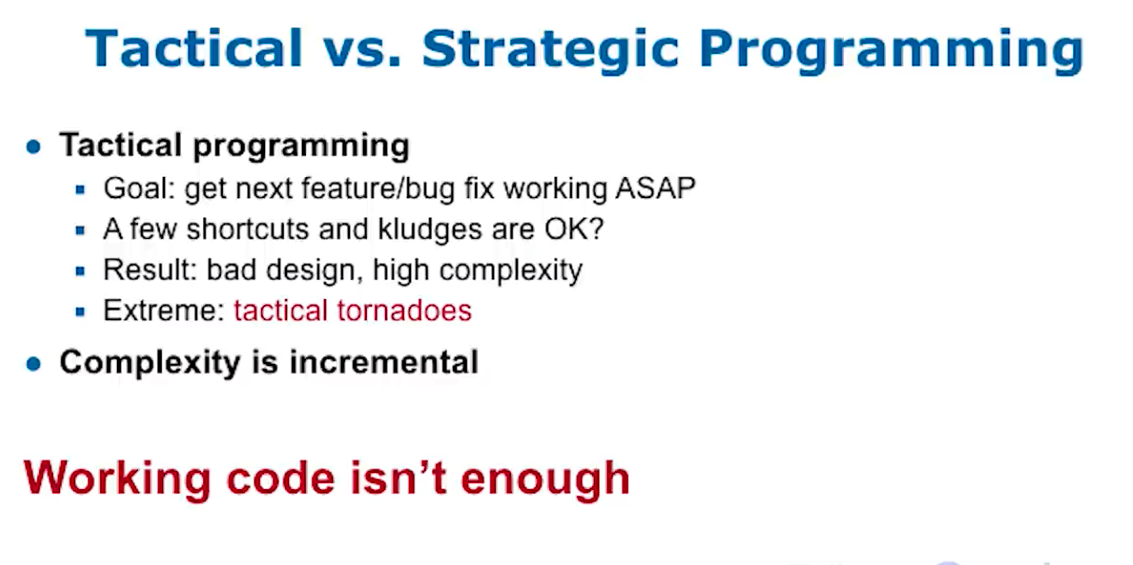 Tactical vs. Strategic Programming
Tactical programming
Goal: get next feature/bug fix working ASAP
A few shortcuts and kludges are OK?
Result: bad design, high complexity
Extreme: tactical tornadoes
Complexity is incremental
Working code isn't enough